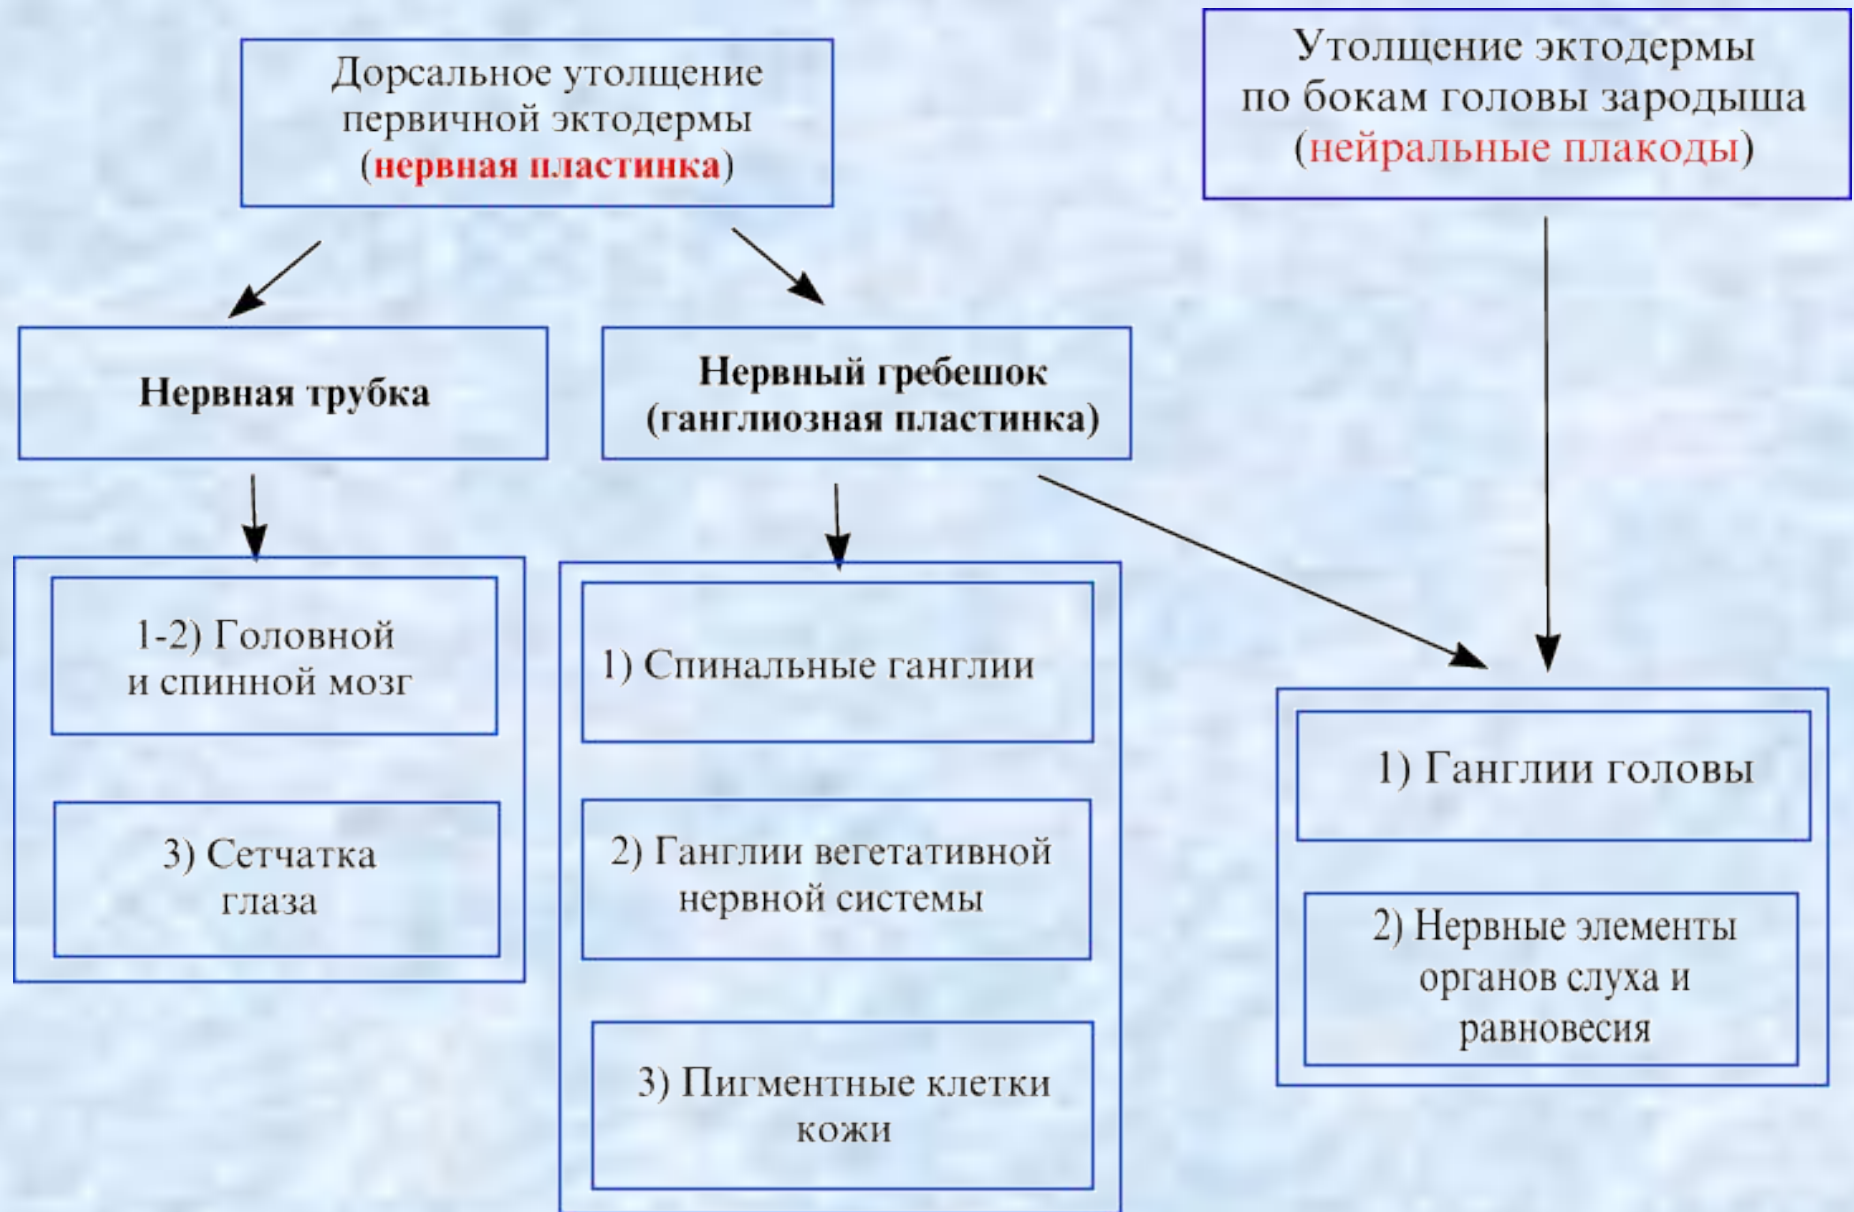 Дорсальное утолщение
первичной эктодермы
(нервная пластинка)
Утолщение эктодермы
по бокам головы зародыша
(нейральные плакоды)
Нервная трубка
Нервный гребешок
(ганглиозная пластинка)
1-2) Головной
и спинной мозг
3) Сетчатка
глаза
1) Спинальные ганглии
2) Ганглии вегетативной
нервной системы
3) Пигментные клетки
кожи
1) Ганглии головы
2) Нервные элементы
органов слуха и
равновесия